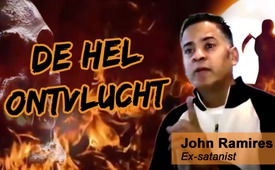 DE HEL
ONTVLUCHT
John Ramires
Ex-satanist